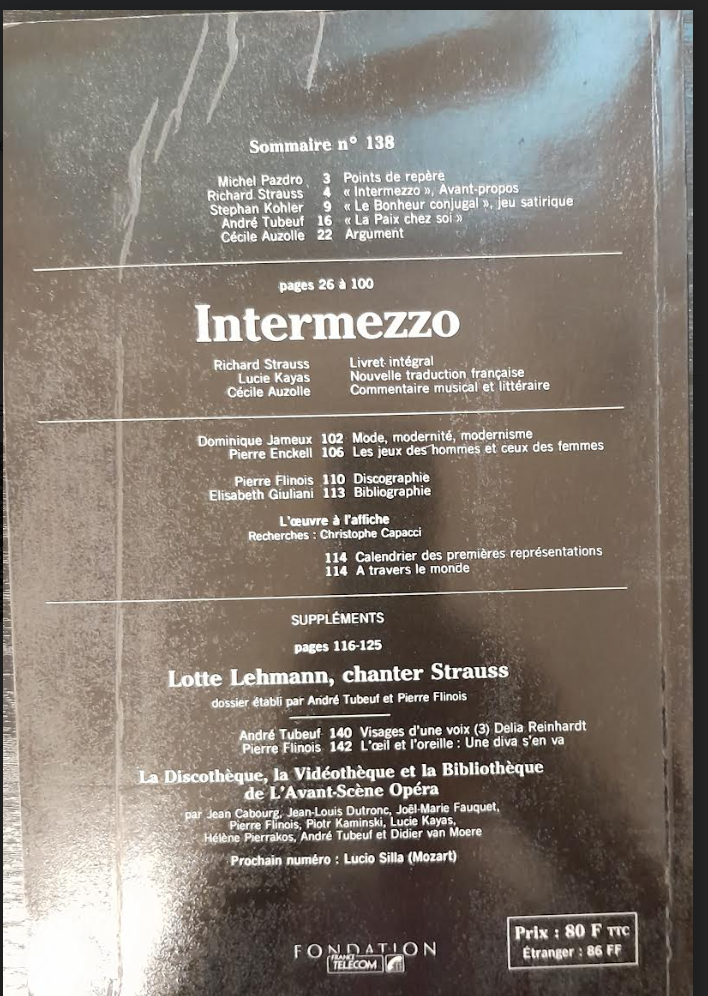 Sommaire n° 138
Michel Pazdro 3 Points de repère
Richard Strauss 4 « Intermezzo », Avant-propos
Stephan Kohler 9 « Le Bonheur conjugal », jeu satirique
André Tubeuf 16 « La Paix chez soi »
Cécile Auzolle 22 Argument
pages 26 à 100
Intermezzo
Richard Strauss Livret intégral
Lucie Kayas Nouvelle traduction française
Cécile Auzolle Commentaire musical et littéraire
Dominique Jameux 102 Mode, modernité, modernisme
Pierre Enckell 106 Les jeux des hommes et ceux des femmes
Pierre Flinois 110 Discographie
Elisabeth Giuliani 113 Bibliographie
L'œuvre à l'affiche
Recherches : Christophe Capacci
114 Calendrier des premières représentations
114 A travers le monde
SUPPLÉMENTS
pages 116-125
Lotte Lehmann, chanter Strauss
dossier établi par André Tubeuf et Pierre Flinois
André Tubeuf 140 Visages d'une voix (3) Delia Reinhardt
Pierre Flinois 142 L'œil et l'oreille : Une diva s'en va
La Discothèque, la Vidéothèque et la Bibliothèque
de L'Avant-Scène Opéra
par Jean Cabourg, Jean-Louis Dutronc, Joël-Marie Fauquet,
Pierre Flinois, Piotr Kaminski, Lucie Kayas,
Hélène Pierrakos, André Tubeuf et Didier van Moere
Prochain numéro : Lucio Silla (Mozart)
Prix : 80 F TTC
Étranger : 86 FF
FONDATION
FRANCE
TELECOM